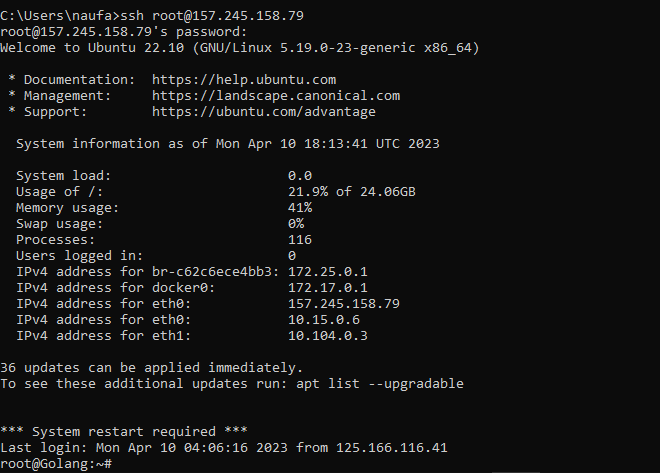 C:\Users\naufa>ssh root@157.245.158.79
root@157.245.158.79's password:
Welcome to Ubuntu 22.10 (GNU/Linux 5.19.0-23-generic x86_64)

 * Documentation:  https://help.ubuntu.com
 * Management:     https://landscape.canonical.com
 * Support:        https://ubuntu.com/advantage

  System information as of Mon Apr 10 18:13:41 UTC 2023

  System load:                      0.0
  Usage of /:                       21.9% of 24.06GB
  Memory usage:                     41%
  Swap usage:                       0%
  Processes:                        116
  Users logged in:                  0
  IPv4 address for br-c62c6ece4bb3: 172.25.0.1
  IPv4 address for docker0:         172.17.0.1
  IPv4 address for eth0:            157.245.158.79
  IPv4 address for eth0:            10.15.0.6
  IPv4 address for eth1:            10.104.0.3

36 updates can be applied immediately.
To see these additional updates run: apt list --upgradable

*** System restart required ***
Last login: Mon Apr 10 04:06:16 2023 from 125.166.116.41
root@Golang:~#